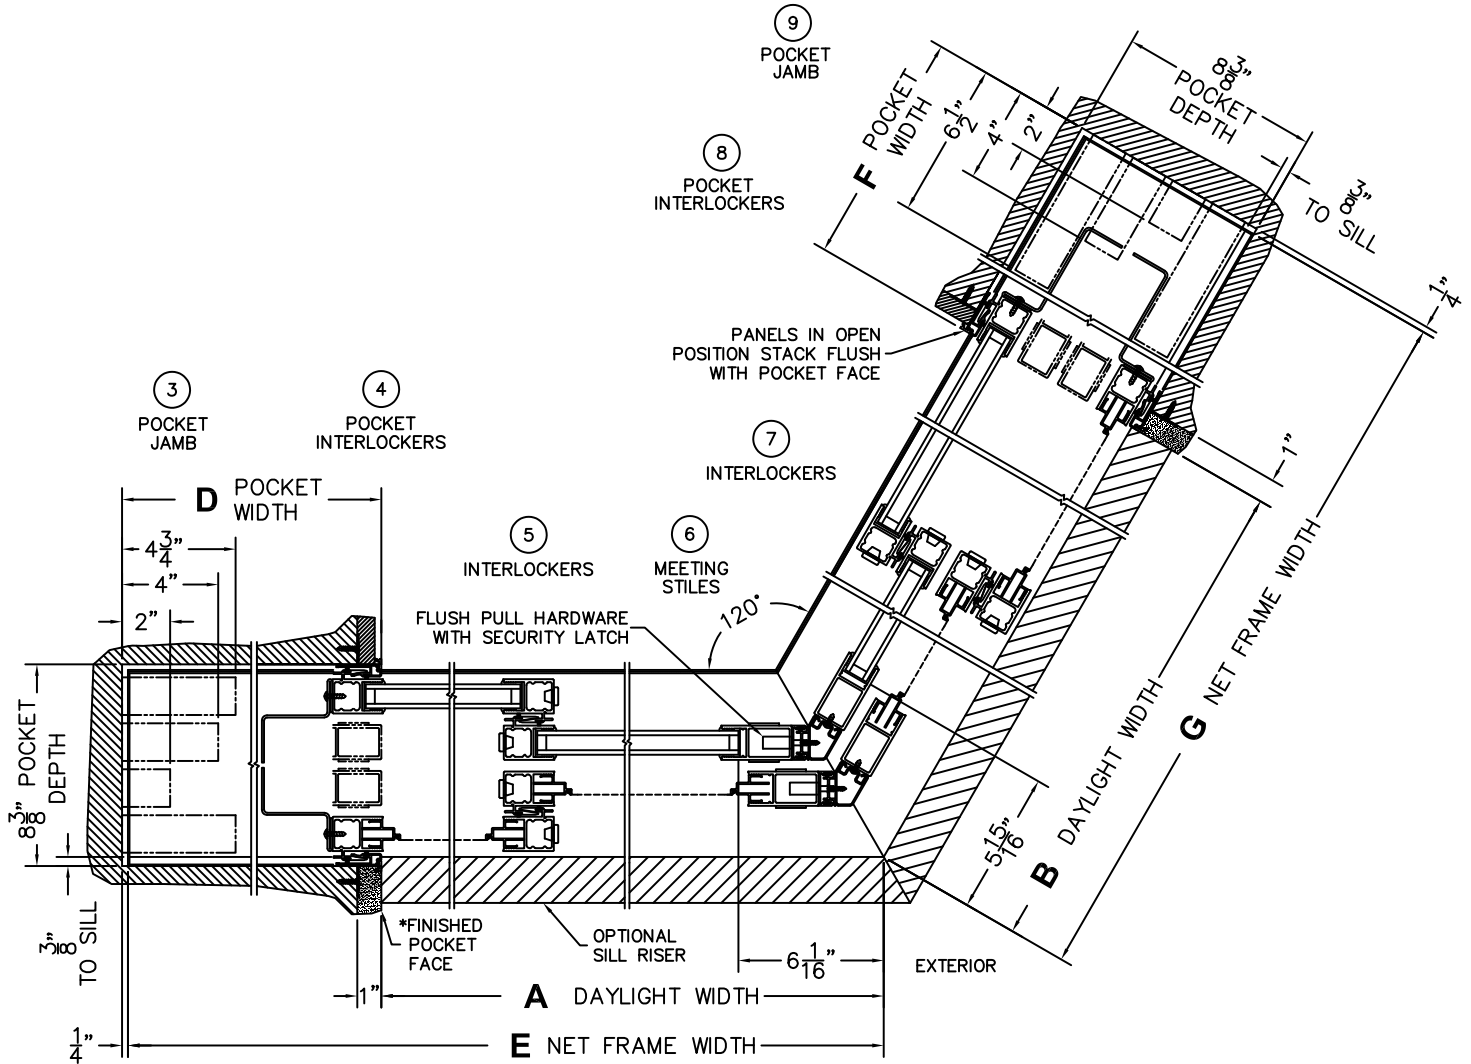 9
POCKET
JAMB
8 3/8"
POCKET
DEPTH
F POCKET
WIDTH
6 1/2"
4"
2"
3/8"
TO SILL
8
POCKET
INTERLOCKERS
1/4"
PANELS IN OPEN
POSITION STACK FLUSH
WITH POCKET FACE
3
POCKET
JAMB
4
POCKET
INTERLOCKERS
7
INTERLOCKERS
1"
D POCKET
WIDTH
4 3/4"
4"
2"
5
INTERLOCKERS
6
MEETING
STILES
FLUSH PULL HARDWARE
WITH SECURITY LATCH
120°
G NET FRAME WIDTH
B DAYLIGHT WIDTH
5 15/16"
8 3/8" POCKET
DEPTH
3/8"
TO SILL
*FINISHED
POCKET
FACE
OPTIONAL
SILL RISER
6 1/16"
EXTERIOR
1"
A DAYLIGHT WIDTH
1/4"
E NET FRAME WIDTH